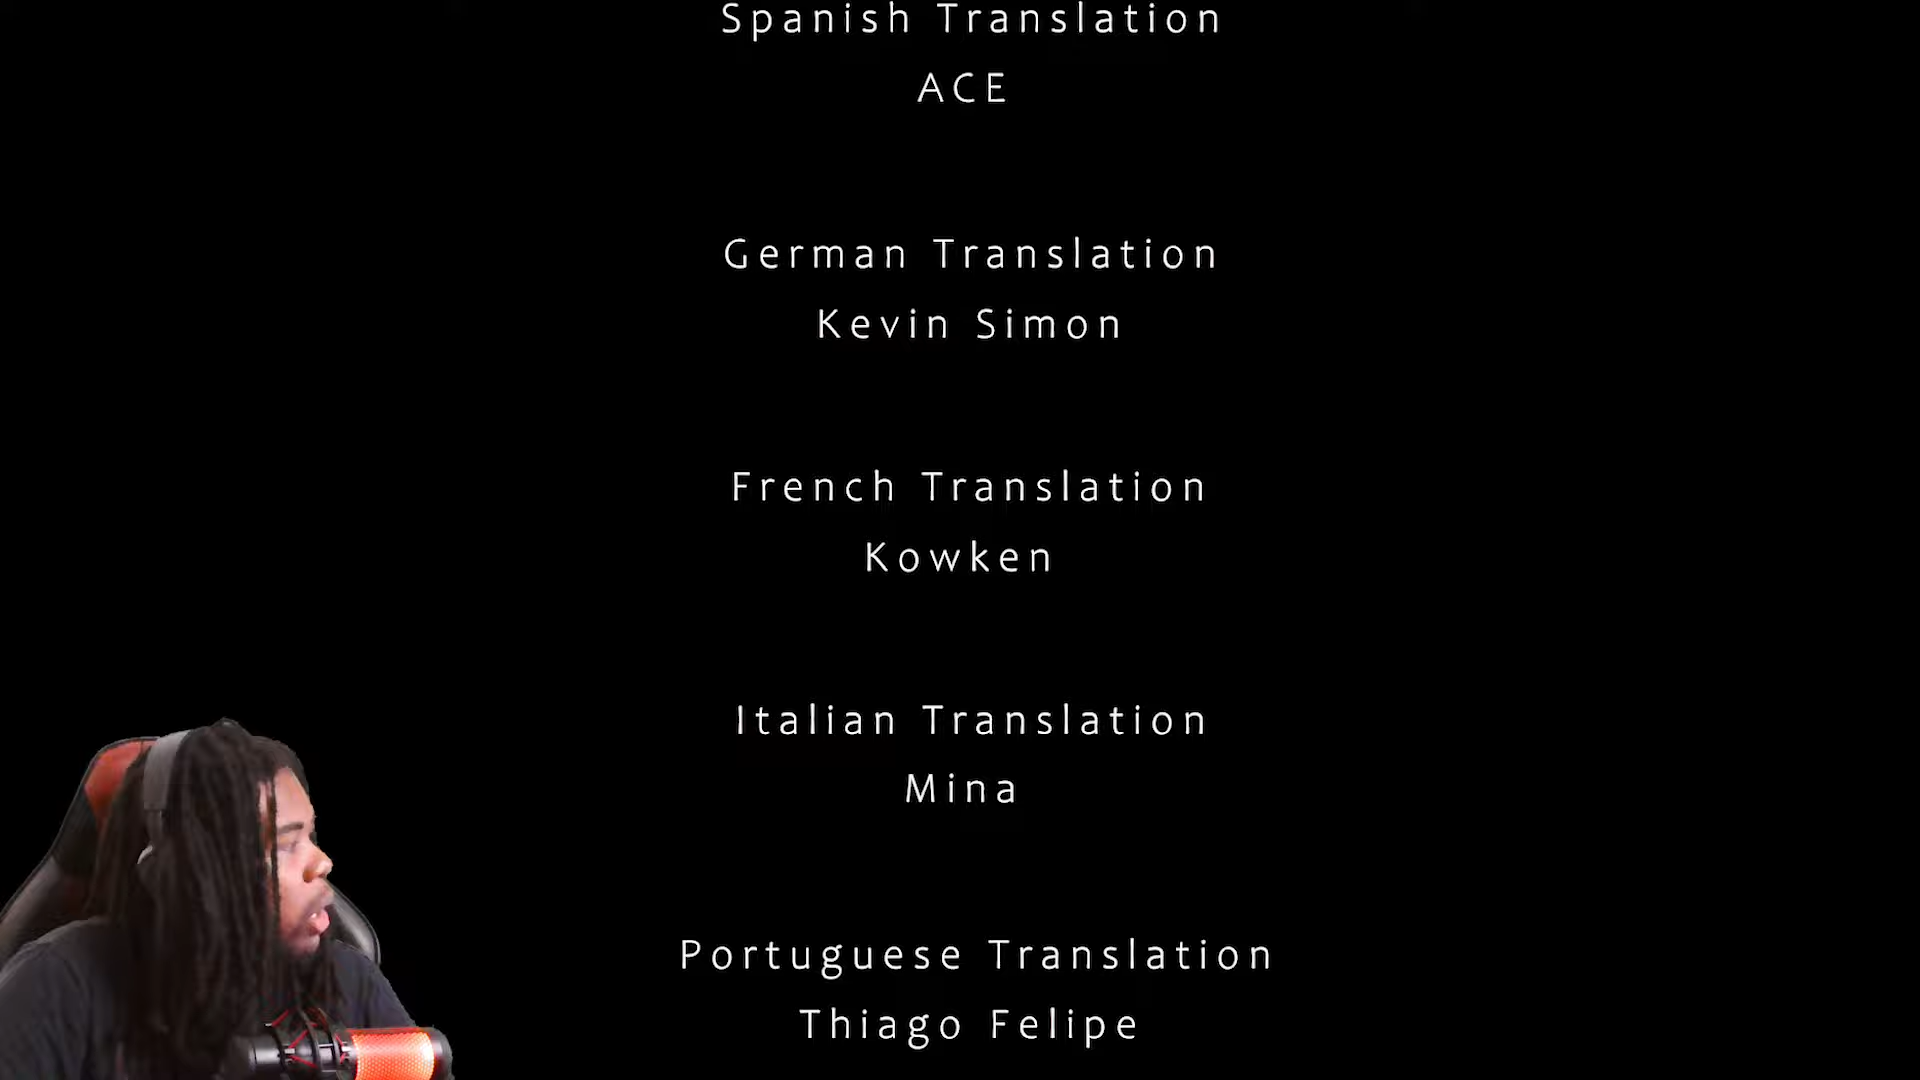 Spanish Translation
ACE
German Translation
Kevin Simon
French Translation
Kowken
Italian Translation
Mina
Portuguese Translation
Thiago Felipe